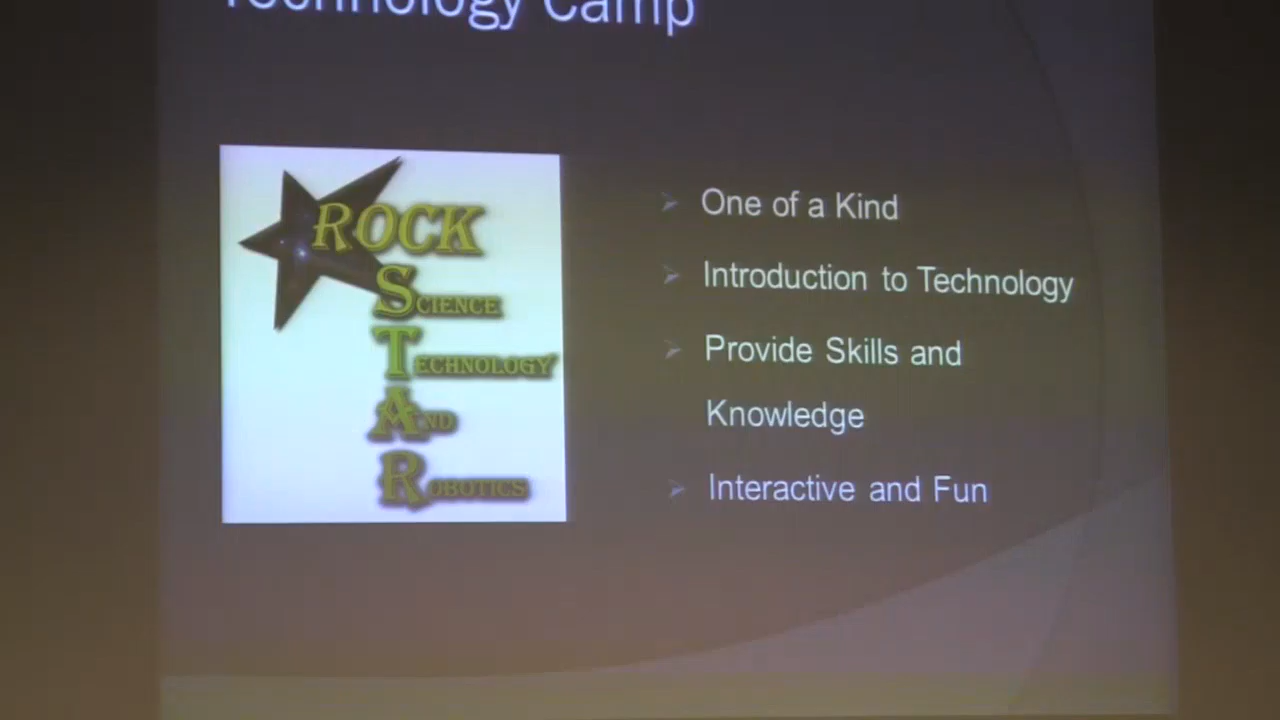 Technology Camp
ROCK
SCIENCE
TECHNOLOGY
AND
ROBOTICS
One of a Kind
Introduction to Technology
Provide Skills and
Knowledge
Interactive and Fun